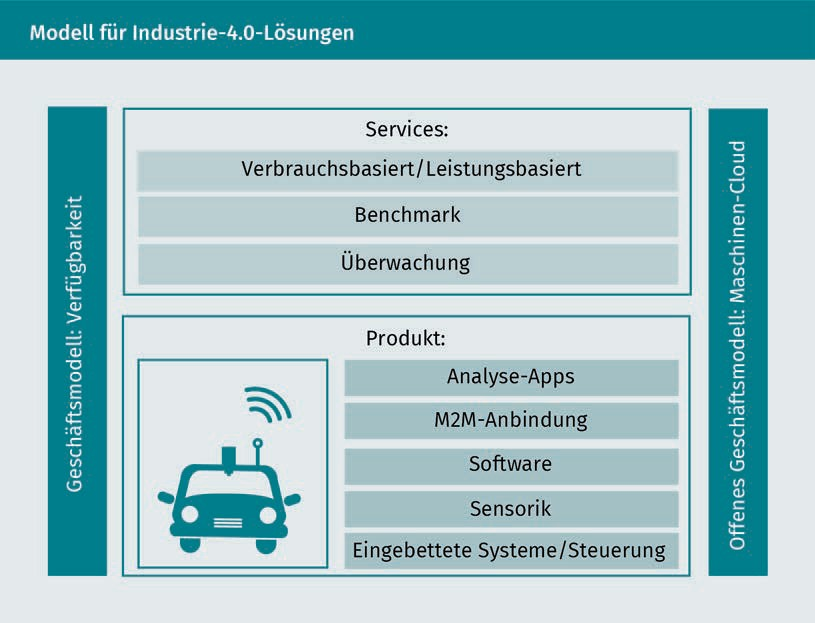 Modell für Industrie-4.0-Lösungen
Geschäftsmodell: Verfügbarkeit
Services:
Verbrauchsbasiert/Leistungsbasiert
Benchmark
Überwachung
Produkt:
Analyse-Apps
M2M-Anbindung
Software
Sensorik
Eingebettete Systeme/Steuerung
Offenes Geschäftsmodell: Maschinen-Cloud